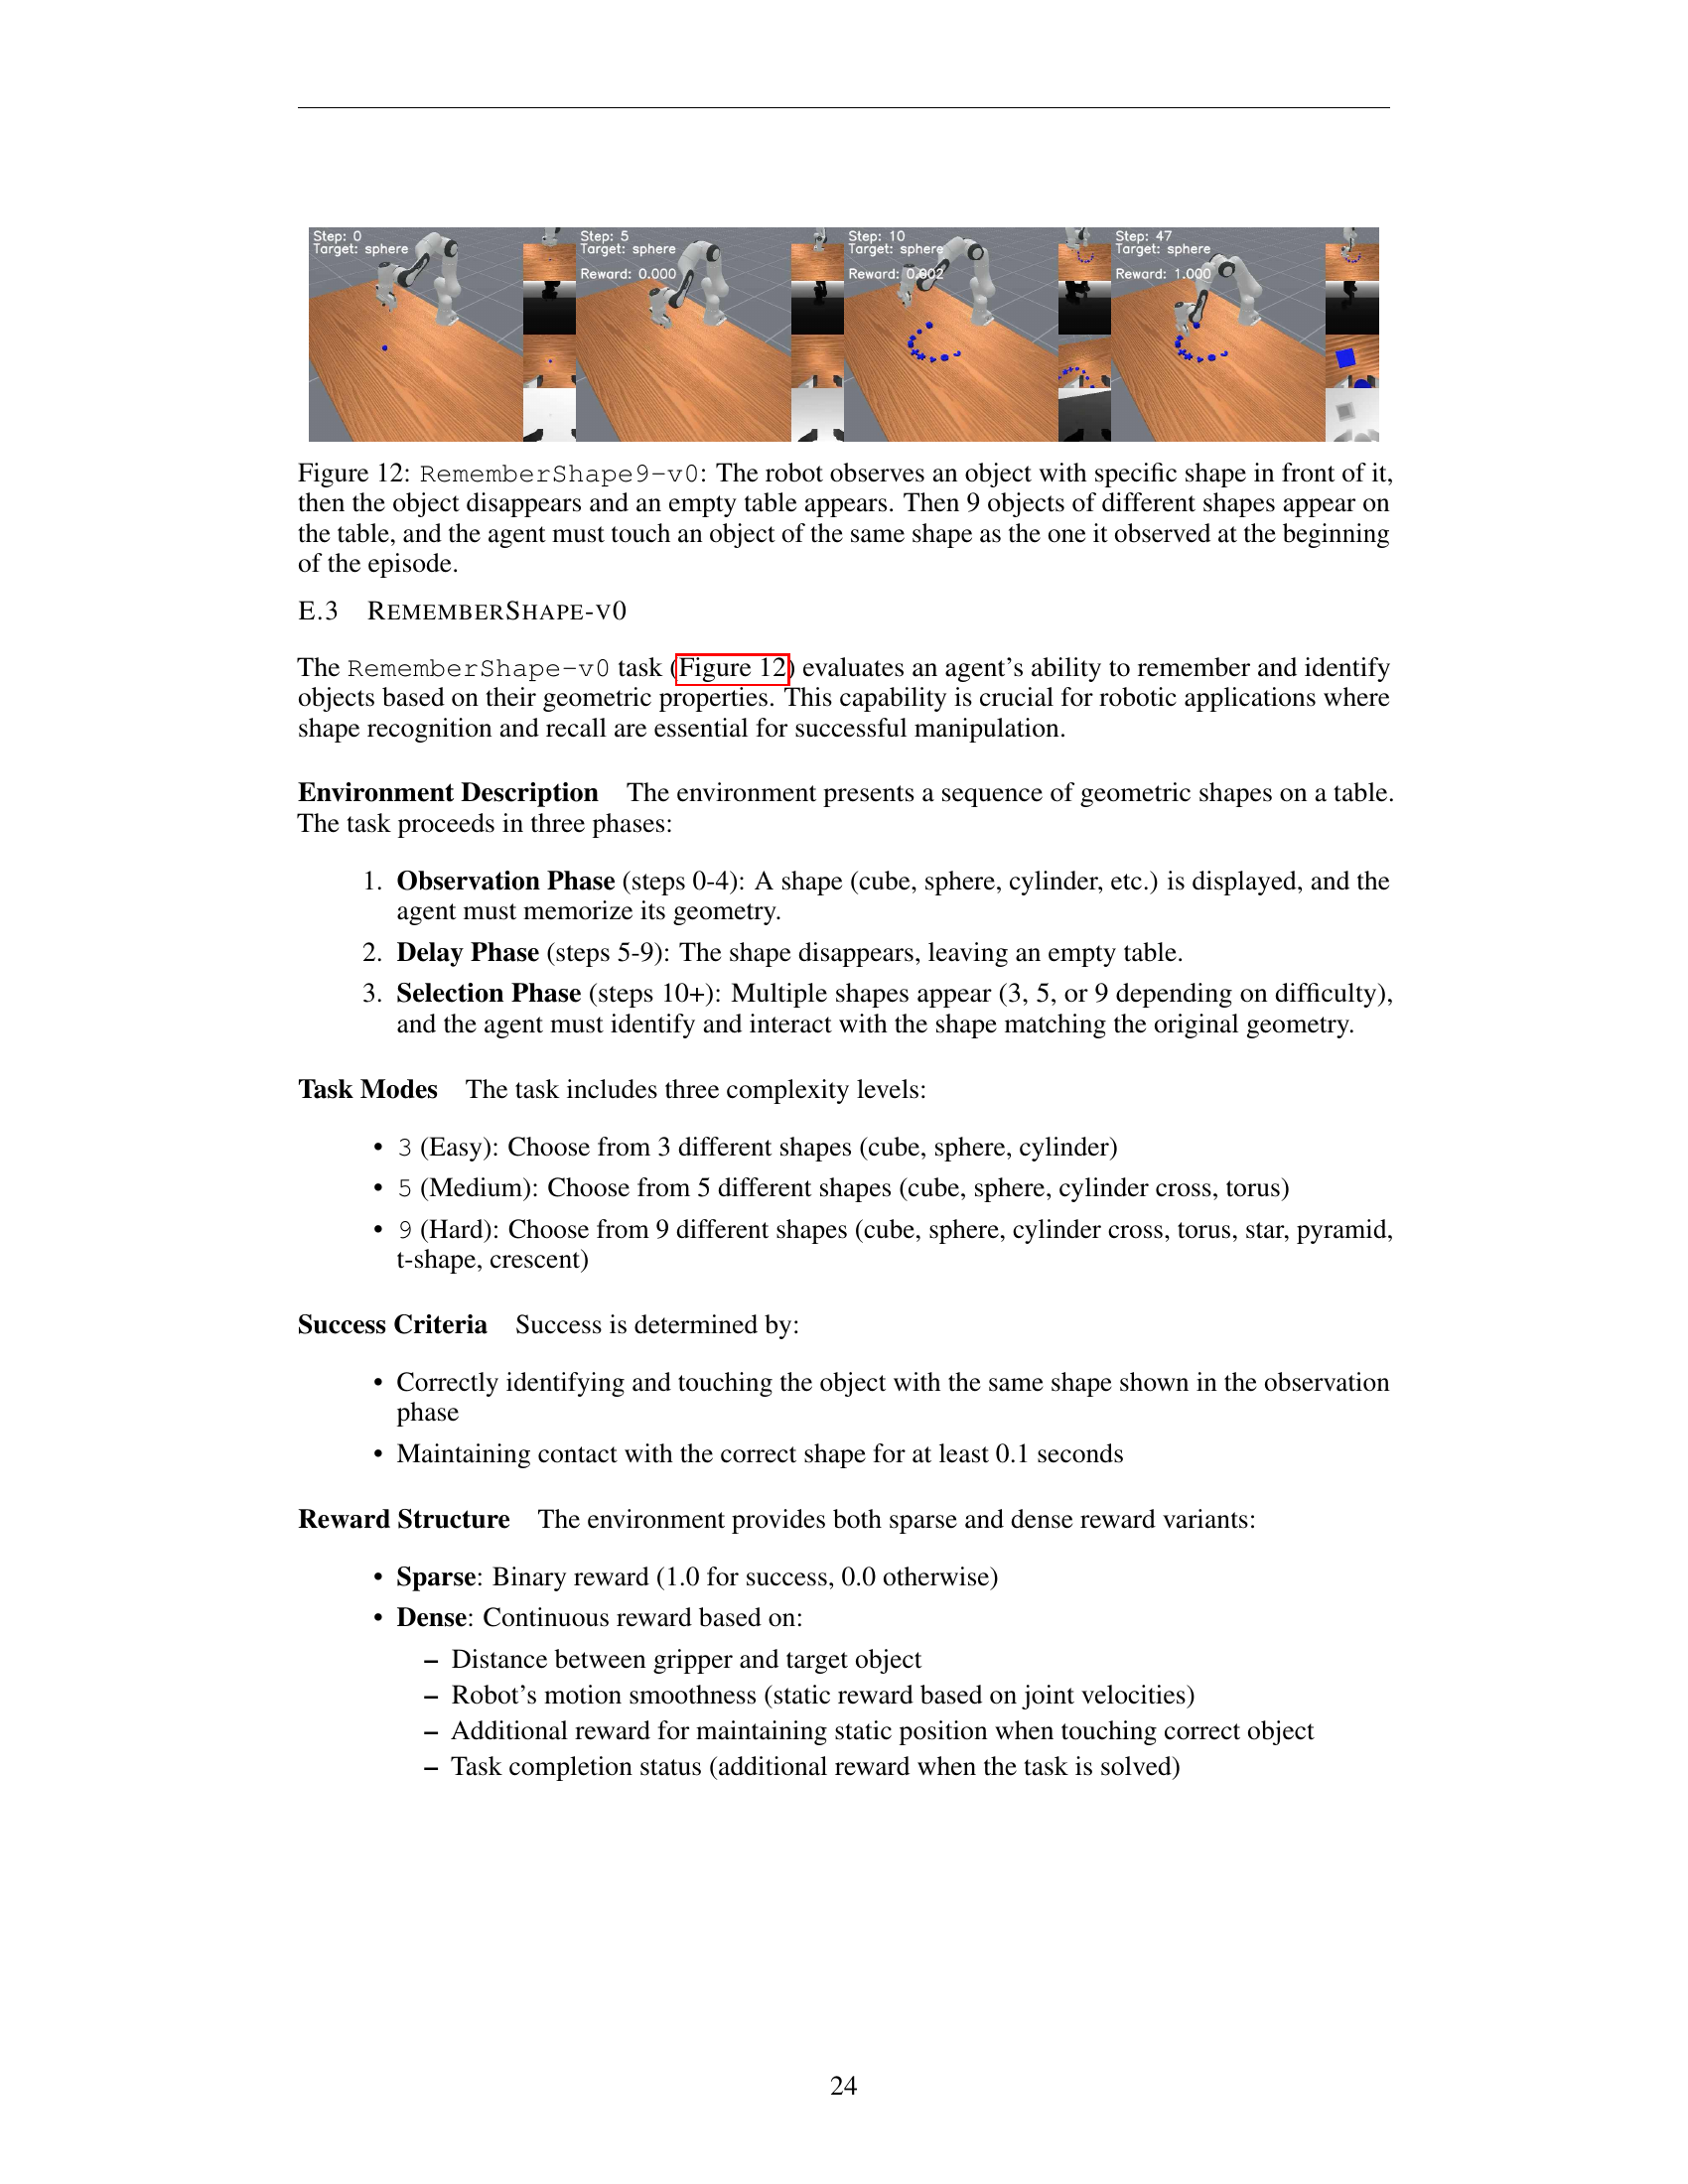 Step: 0
Target: sphere
Step: 5
Target: sphere
Reward: 0.000
Step: 10
Target: sphere
Reward: 0.002
Step: 47
Target: sphere
Reward: 1.000
Figure 12: RememberShape9-v0: The robot observes an object with specific shape in front of it,
then the object disappears and an empty table appears. Then 9 objects of different shapes appear on
the table, and the agent must touch an object of the same shape as the one it observed at the beginning
of the episode.
E.3 REMEMBERSHAPE-V0
The RememberShape-v0 task (Figure 12) evaluates an agent's ability to remember and identify
objects based on their geometric properties. This capability is crucial for robotic applications where
shape recognition and recall are essential for successful manipulation.
Environment Description The environment presents a sequence of geometric shapes on a table.
The task proceeds in three phases:
1. Observation Phase (steps 0-4): A shape (cube, sphere, cylinder, etc.) is displayed, and the
agent must memorize its geometry.
2. Delay Phase (steps 5-9): The shape disappears, leaving an empty table.
3. Selection Phase (steps 10+): Multiple shapes appear (3, 5, or 9 depending on difficulty),
and the agent must identify and interact with the shape matching the original geometry.
Task Modes The task includes three complexity levels:
• 3 (Easy): Choose from 3 different shapes (cube, sphere, cylinder)
• 5 (Medium): Choose from 5 different shapes (cube, sphere, cylinder cross, torus)
• 9 (Hard): Choose from 9 different shapes (cube, sphere, cylinder cross, torus, star, pyramid,
t-shape, crescent)
Success Criteria Success is determined by:
• Correctly identifying and touching the object with the same shape shown in the observation
phase
• Maintaining contact with the correct shape for at least 0.1 seconds
Reward Structure The environment provides both sparse and dense reward variants:
• Sparse: Binary reward (1.0 for success, 0.0 otherwise)
• Dense: Continuous reward based on:
– Distance between gripper and target object
– Robot's motion smoothness (static reward based on joint velocities)
– Additional reward for maintaining static position when touching correct object
– Task completion status (additional reward when the task is solved)
24